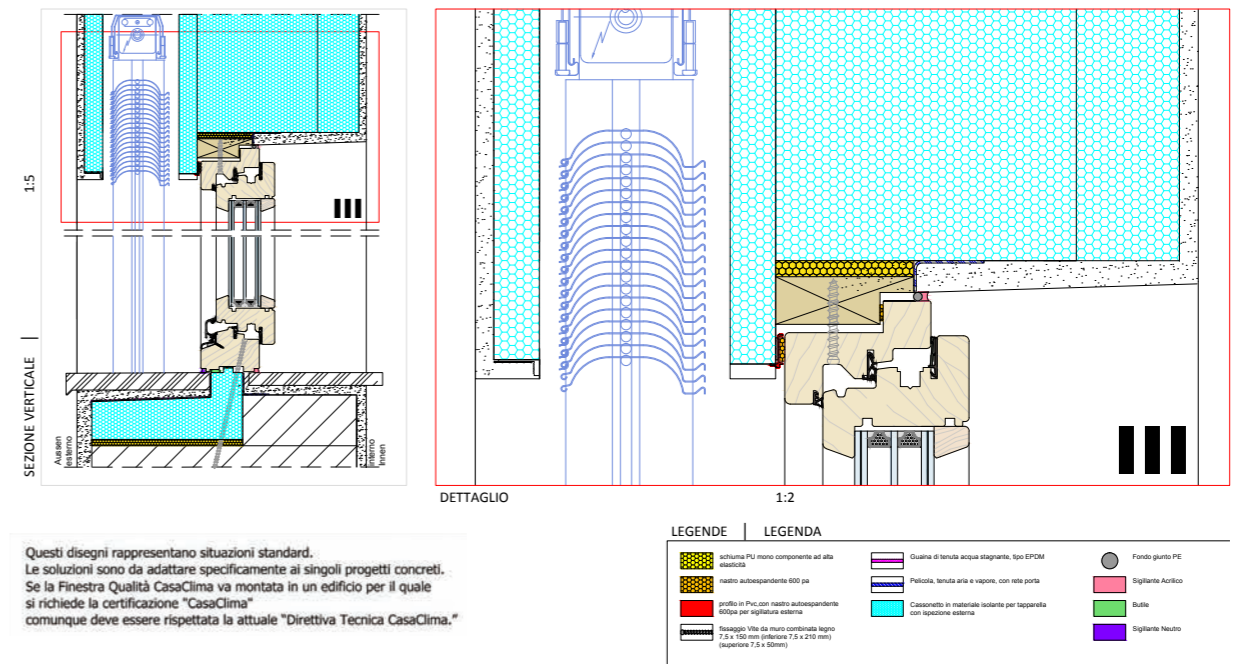 1:5
SEZIONE VERTICALE |
Aussen
esterno
interno
Innen
DETTAGLIO
1:2
Questi disegni rappresentano situazioni standard.
Le soluzioni sono da adattare specificamente ai singoli progetti concreti.
Se la Finestra Qualità CasaClima va montata in un edificio per il quale
si richiede la certificazione "CasaClima"
comunque deve essere rispettata la attuale "Direttiva Tecnica CasaClima."
LEGENDE | LEGENDA
schiuma PU mono componente ad alta
elasticità
nastro autoespandente 600 pa
profilo in Pvc,con nastro autoespandente
600pa per sigillatura esterna
fissaggio Vite da muro combinata legno
7,5 x 150 mm (inferiore 7,5 x 210 mm)
(superiore 7,5 x 50mm)
Guaina di tenuta acqua stagnante, tipo EPDM
Pelicola, tenuta aria e vapore, con rete porta
Cassonetto in materiale isolante per tapparella
con ispezione esterna
Fondo giunto PE
Sigillante Acrilico
Butile
Sigillante Neutro